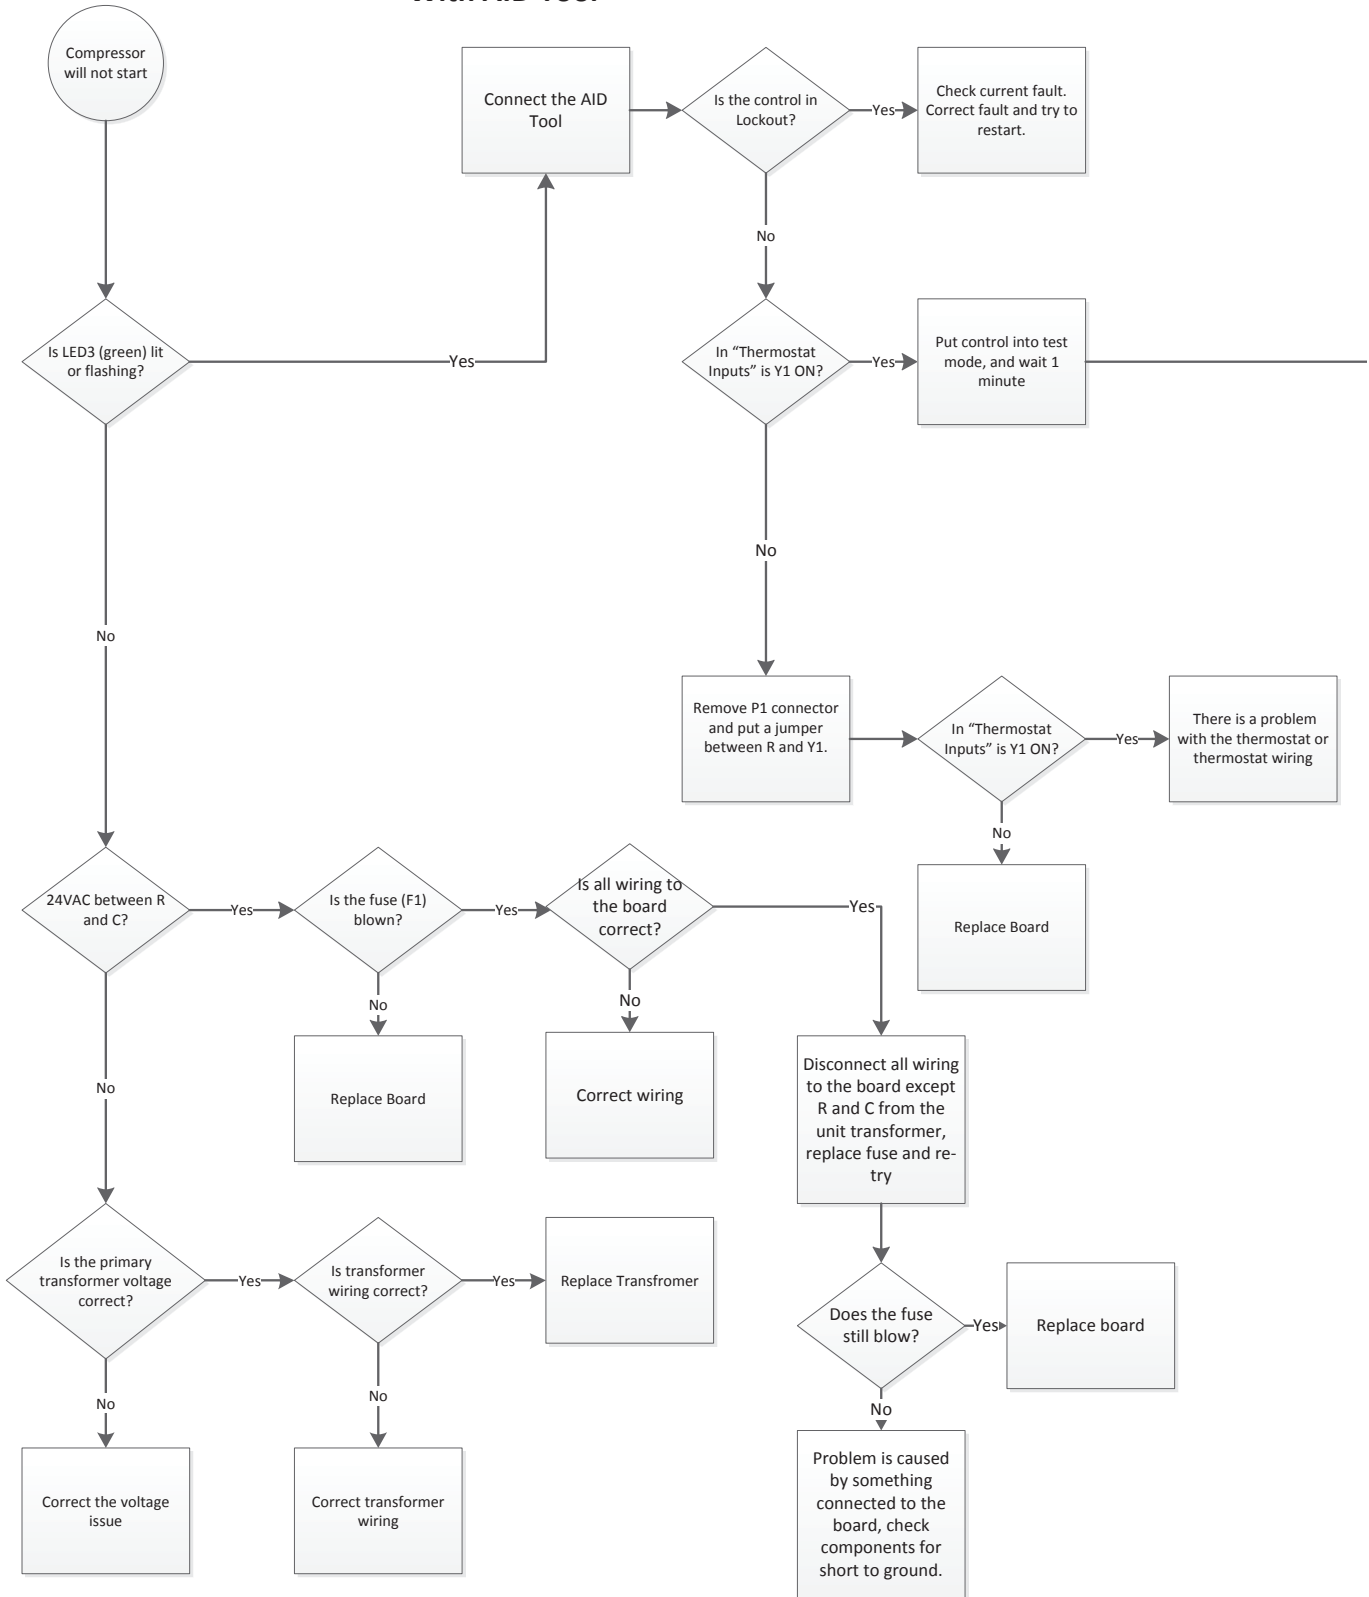 With AID Tool
Compressor
will not start
Connect the AID
Tool
Is the control in
Lockout?
Yes
Check current fault.
Correct fault and try to
restart.
No
Is LED3 (green) lit
or flashing?
Yes
In “Thermostat
Inputs” is Y1 ON?
Yes
Put control into test
mode, and wait 1
minute
No
No
Remove P1 connector
and put a jumper
between R and Y1.
In “Thermostat
Inputs” is Y1 ON?
Yes
There is a problem
with the thermostat or
thermostat wiring
No
Replace Board
24VAC between R
and C?
Yes
Is the fuse (F1)
blown?
Yes
Is all wiring to
the board
correct?
Yes
No
Replace Board
No
Correct wiring
Disconnect all wiring
to the board except
R and C from the
unit transformer,
replace fuse and re-
try
No
Is the primary
transformer voltage
correct?
Yes
Is transformer
wiring correct?
Yes
Replace Transfromer
Does the fuse
still blow?
Yes
Replace board
No
Correct the voltage
issue
No
Correct transformer
wiring
No
Problem is caused
by something
connected to the
board, check
components for
short to ground.